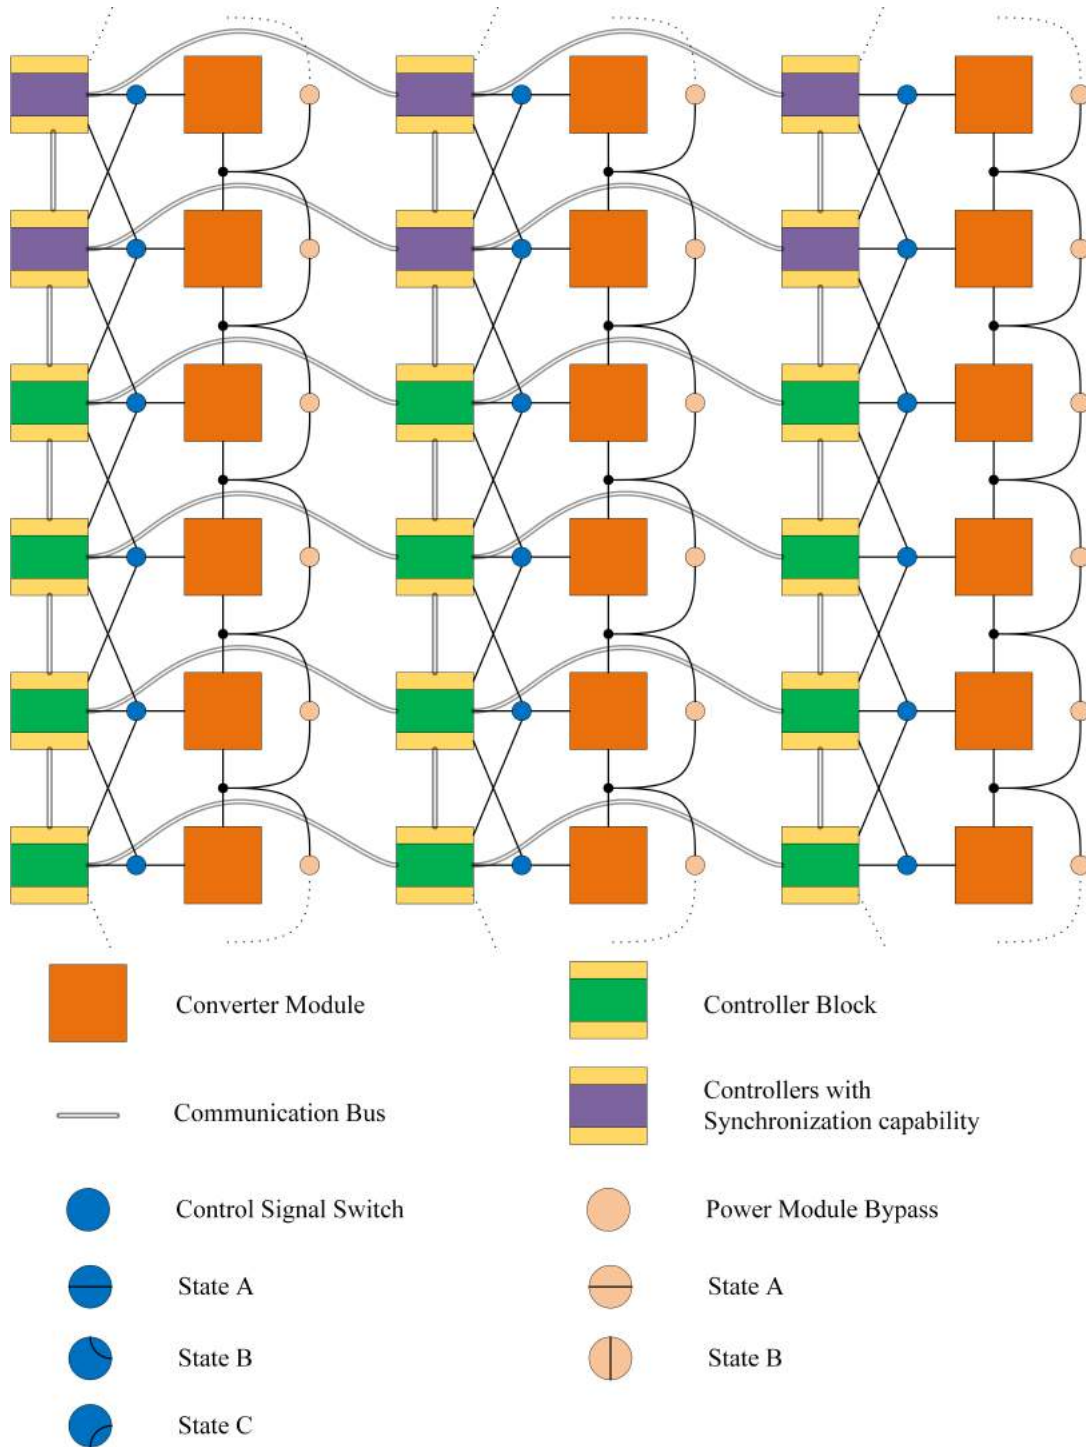 Converter Module
Controller Block
Communication Bus
Controllers with
Synchronization capability
Control Signal Switch
Power Module Bypass
State A
State A
State B
State B
State C